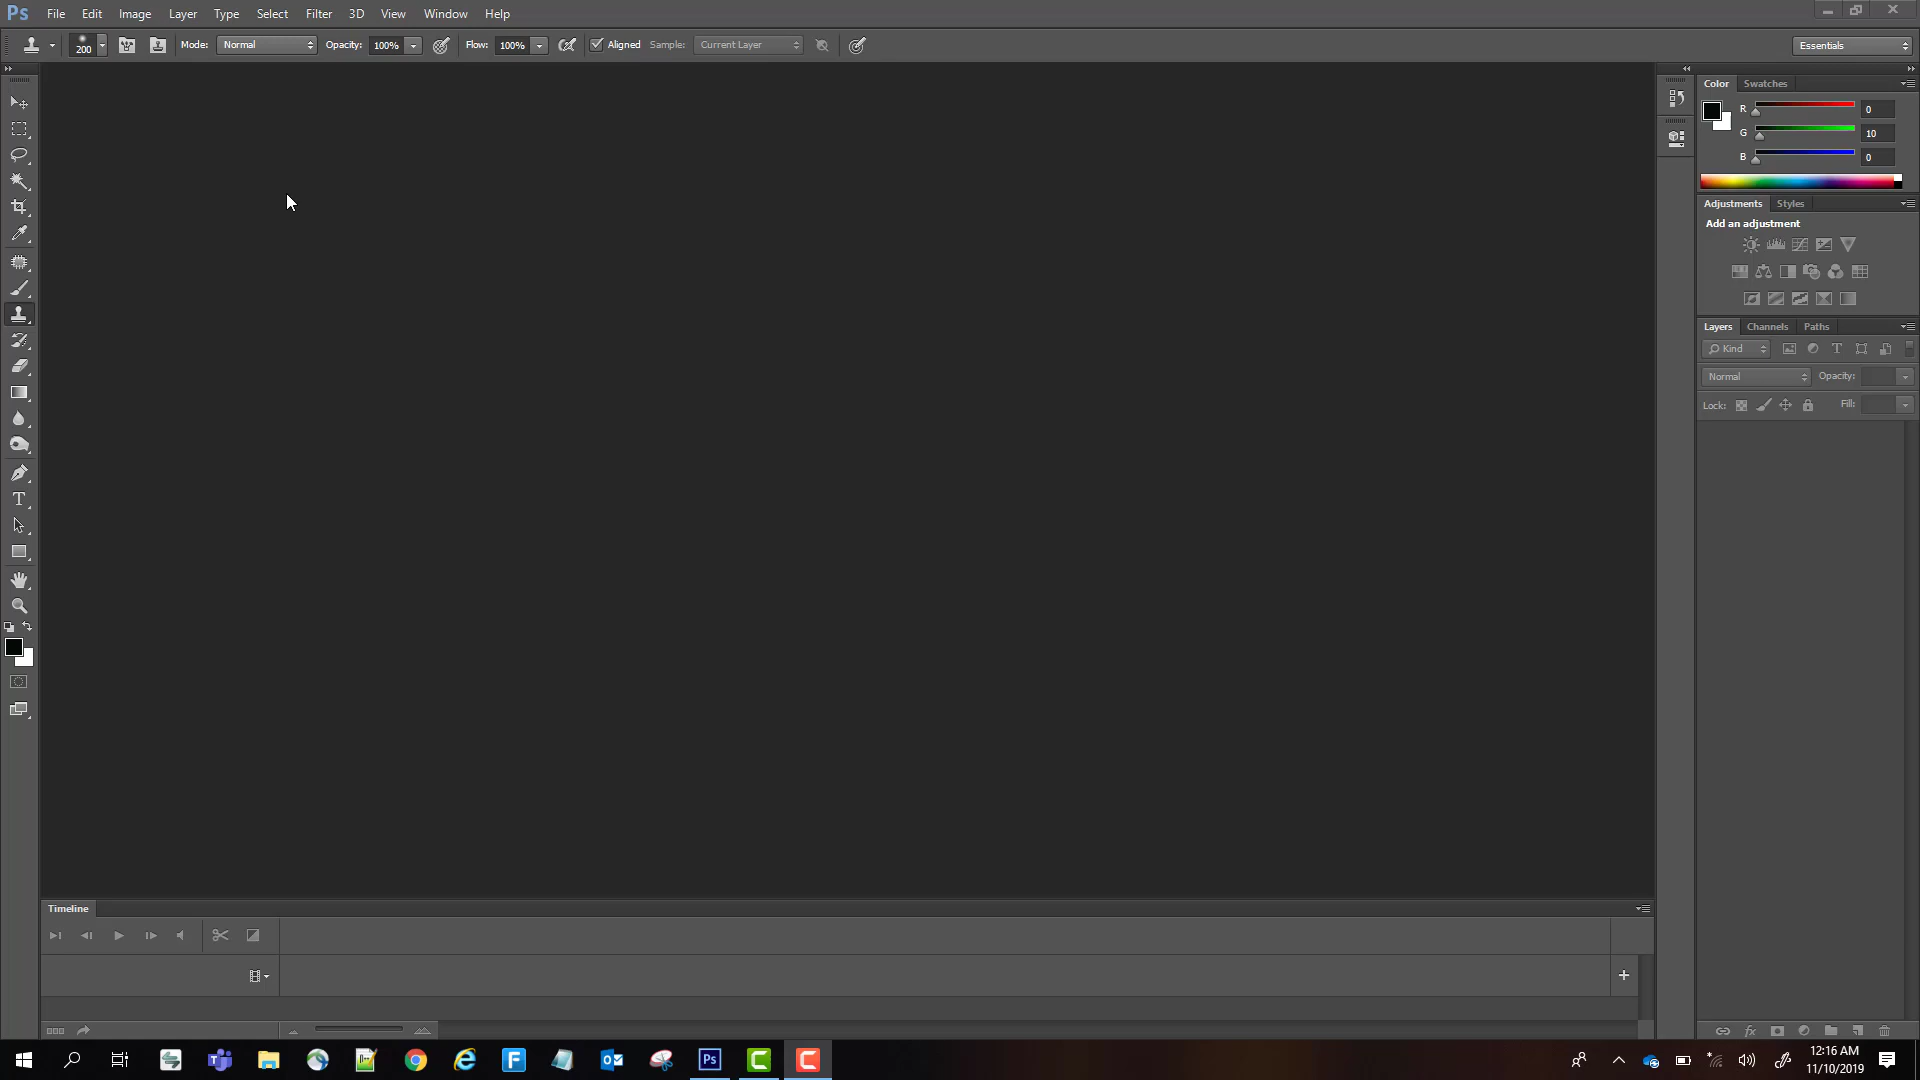 Ps File Edit Image Layer Type Select Filter 3D View Window Help
200 Mode: Normal Opacity: 100% Flow: 100% Aligned Sample: Current Layer Essentials
Color Swatches
R 0
G 10
B 0
Adjustments Styles
Add an adjustment
Layers Channels Paths
Kind
Normal Opacity:
Lock: Fill:
Timeline
12:16 AM
11/10/2019